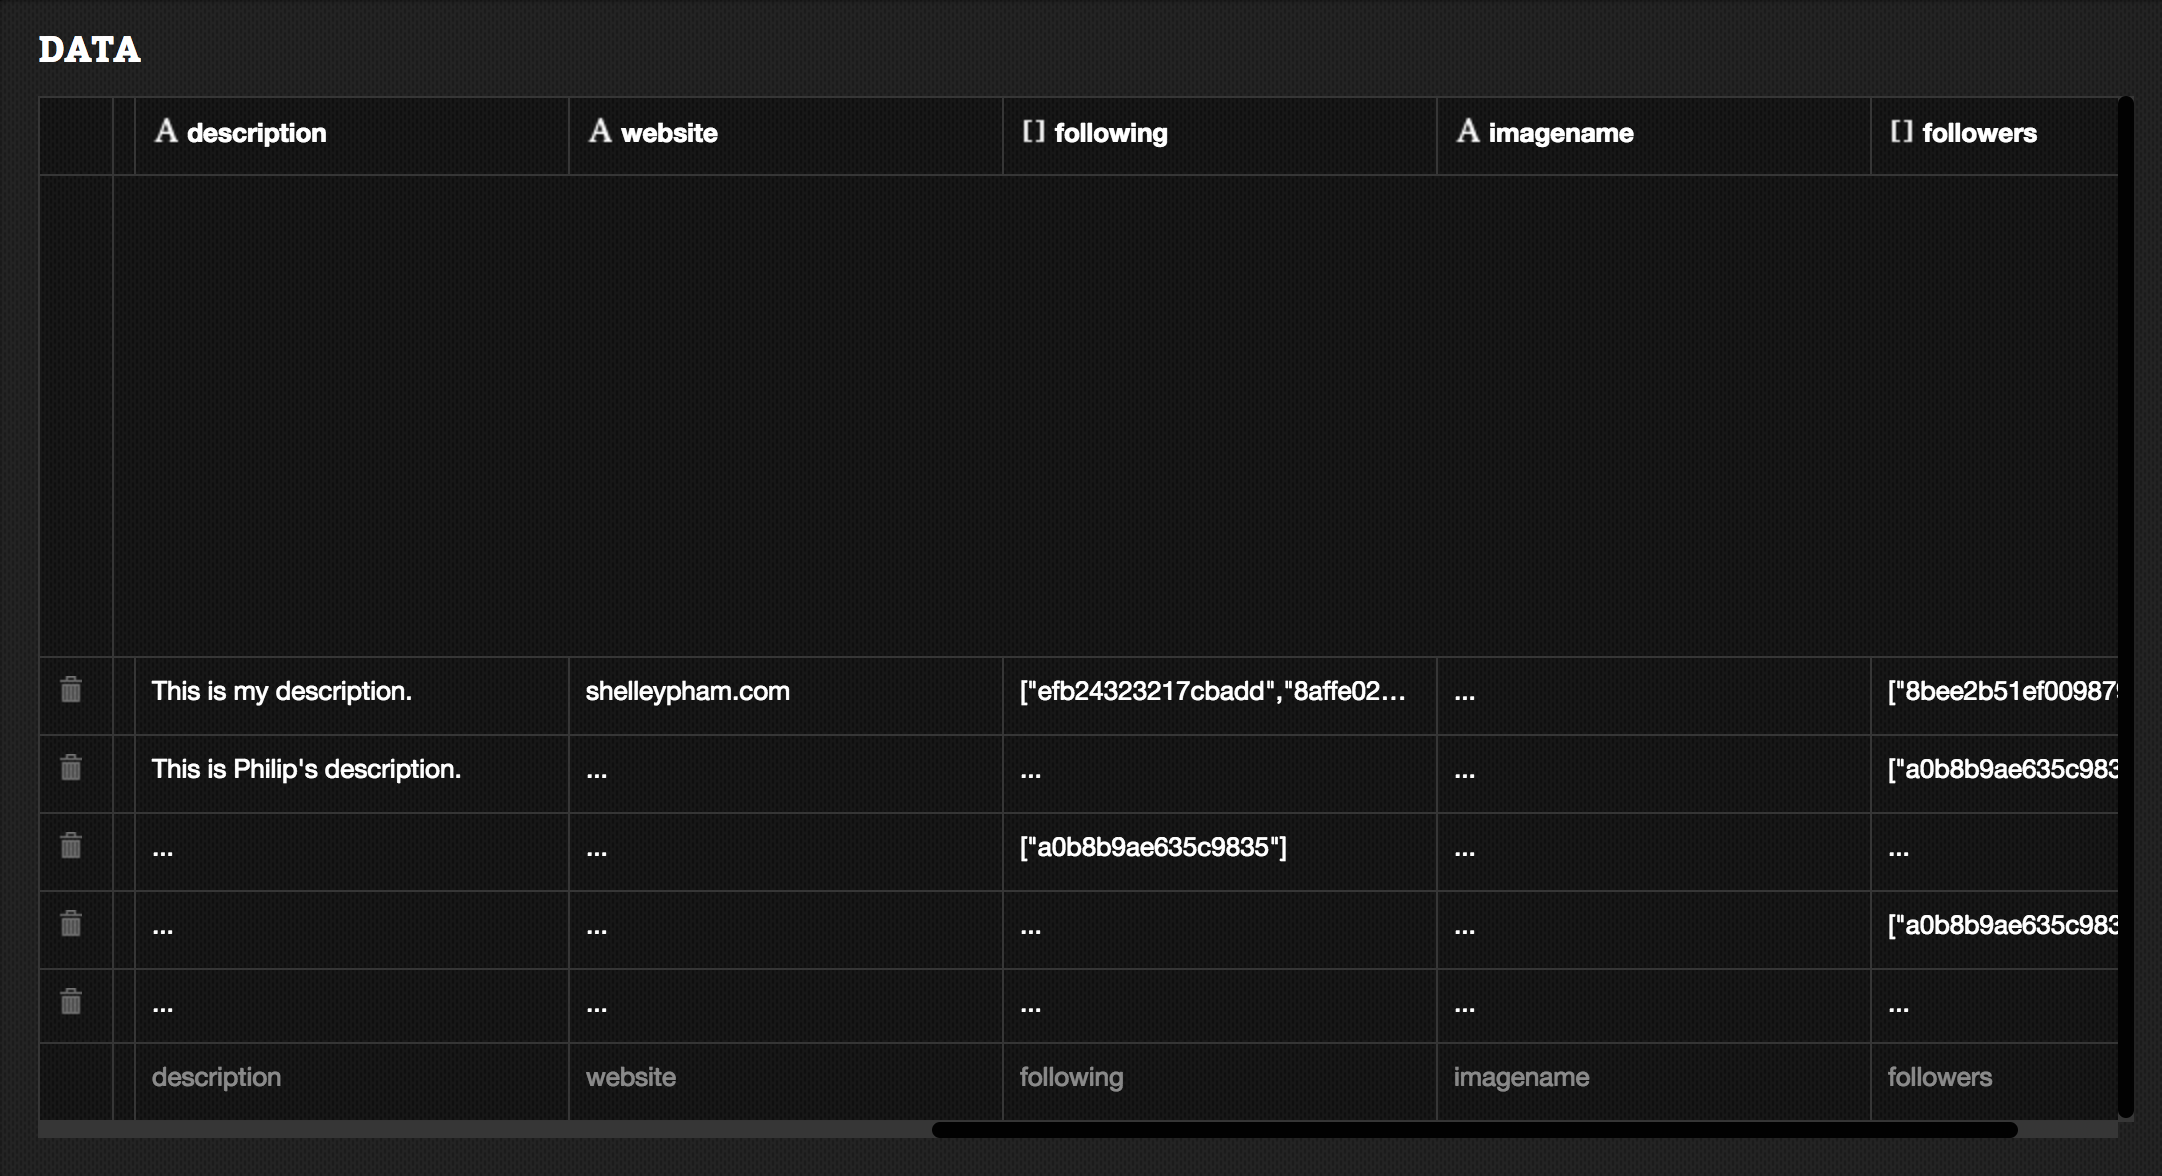 DATA
A description A website [] following A imagename [] followers
This is my description. shelleypham.com ["efb24323217cbadd","8affe02... ... ["8bee2b51ef00987
This is Philip's description. ... ... ... ["a0b8b9ae635c983
... ... ["a0b8b9ae635c9835"] ... ...
... ... ... ... ["a0b8b9ae635c983
... ... ... ... ...
description website following imagename followers